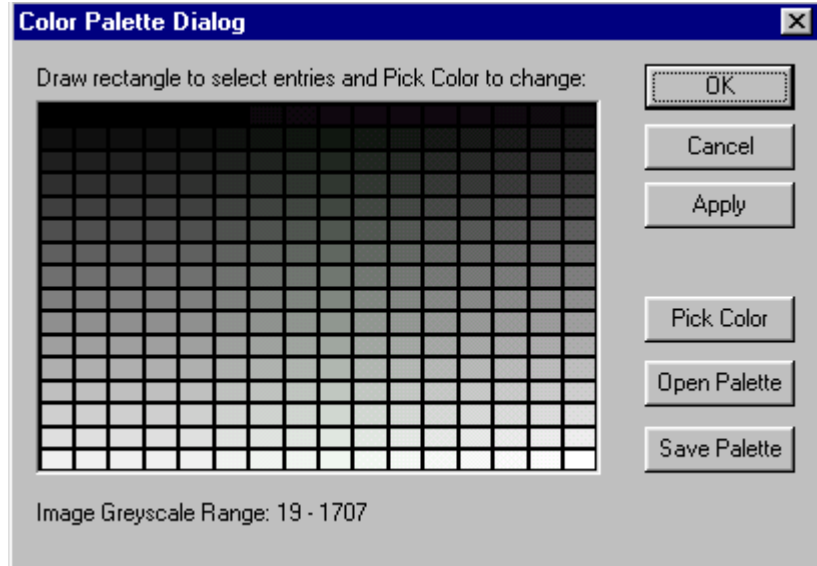 Color Palette Dialog
Draw rectangle to select entries and Pick Color to change:
OK
Cancel
Apply
Pick Color
Open Palette
Save Palette
Image Greyscale Range: 19 - 1707